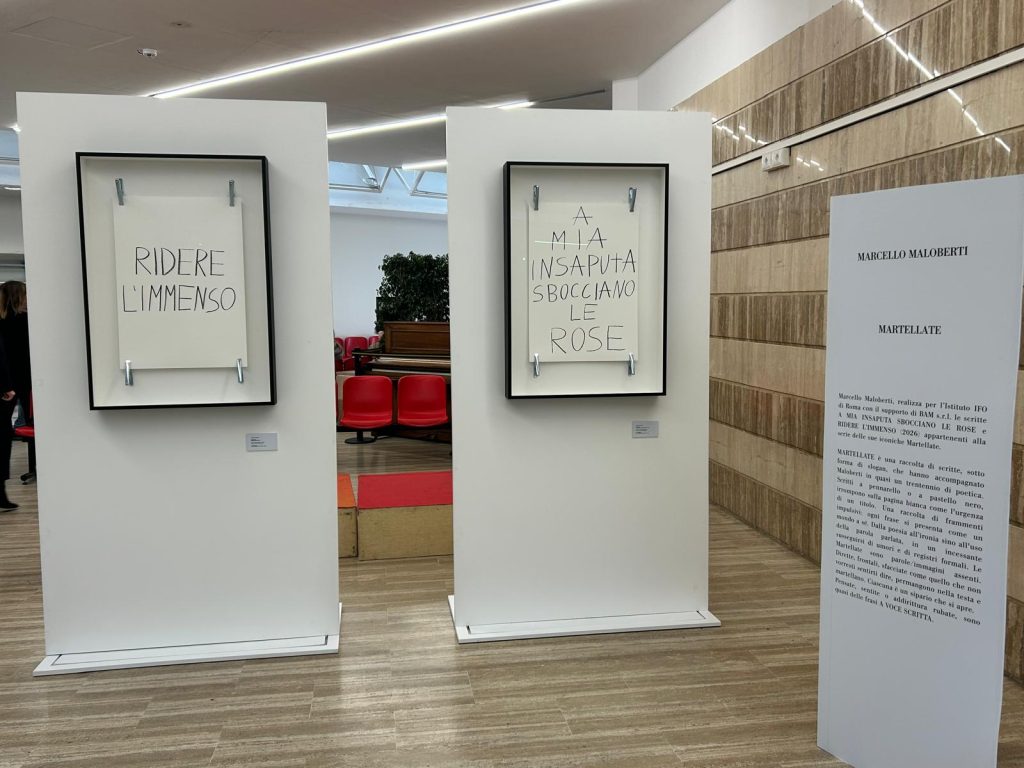 RIDERE
L'IMMENSO
A
MIA
INSAPUTA
SBOCCIANO
LE
ROSE
MARCELLO MALOBERTI
MARTELLATE
Marcello Maloberti, realizza per l'Istituto IFO
di Roma con il supporto di BAM s.r.l. le scritte
A MIA INSAPUTA SBOCCIANO LE ROSE e
RIDERE L'IMMENSO (2026) appartenenti alla
serie delle sue iconiche Martellate.
MARTELLATE è una raccolta di scritte, sotto
forma di slogan, che hanno accompagnato
Maloberti in quasi un trentennio di poetica.
Scritti a pennarello o a pastello nero,
irrompono sulla pagina bianca come l'urgenza
di un titolo. Una raccolta di frammenti
impulsivi, ogni frase si presenta come un
mondo a sé. Dalla poesia all'ironia sino all'uso
della parola parlata, in un incessante
susseguirsi di umori e di registri formali. Le
Martellate sono parole/immagini assenti.
Dirette, frontali, sfacciate come quello che non
vorresti sentirti dire, permangono nella testa e
martellano. Ciascuna è un sipario che si apre.
Pensate, sentite o addirittura rubate, sono
quasi delle frasi A VOCE SCRITTA.